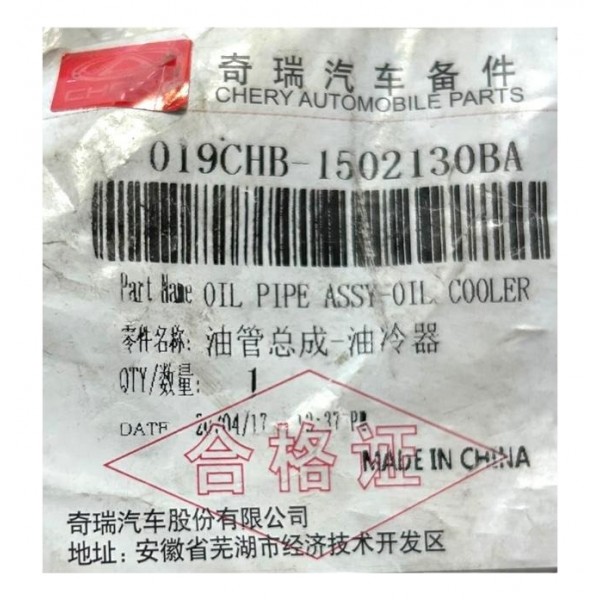 CHERY
奇瑞汽车备件
CHERY AUTOMOBILE PARTS
019CHB-1502130BA
Part Name OIL PIPE ASSY-OIL COOLER
零件名称: 油管总成-油冷器
QTY/数量: 1
DATE
合格证
MADE IN CHINA
奇瑞汽车股份有限公司
地址: 安徽省芜湖市经济技术开发区